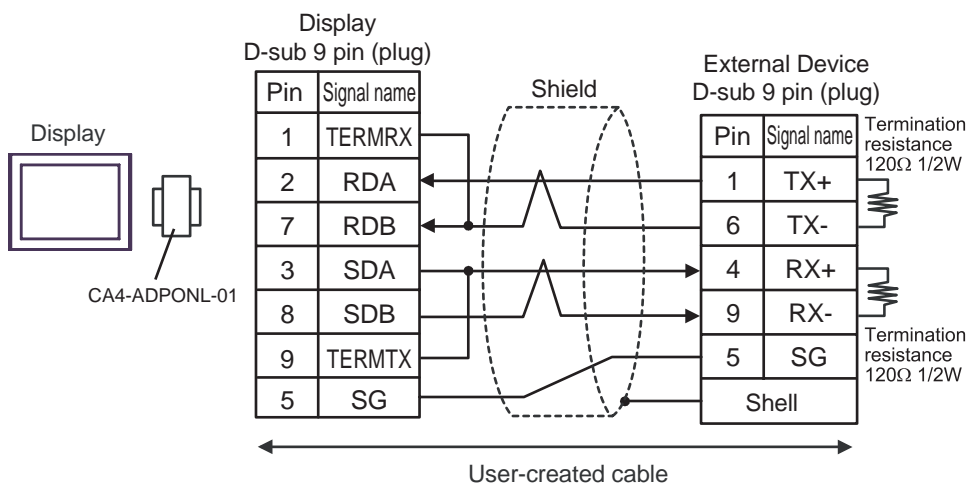 Display
D-sub 9 pin (plug)
Pin Signal name
1 TERMRX
2 RDA
7 RDB
3 SDA
8 SDB
9 TERMTX
5 SG
Shield
External Device
D-sub 9 pin (plug)
Pin Signal name
1 TX+
6 TX-
4 RX+
9 RX-
5 SG
Shell
Termination
resistance
120Ω 1/2W
Termination
resistance
120Ω 1/2W
Display
CA4-ADPONL-01
User-created cable